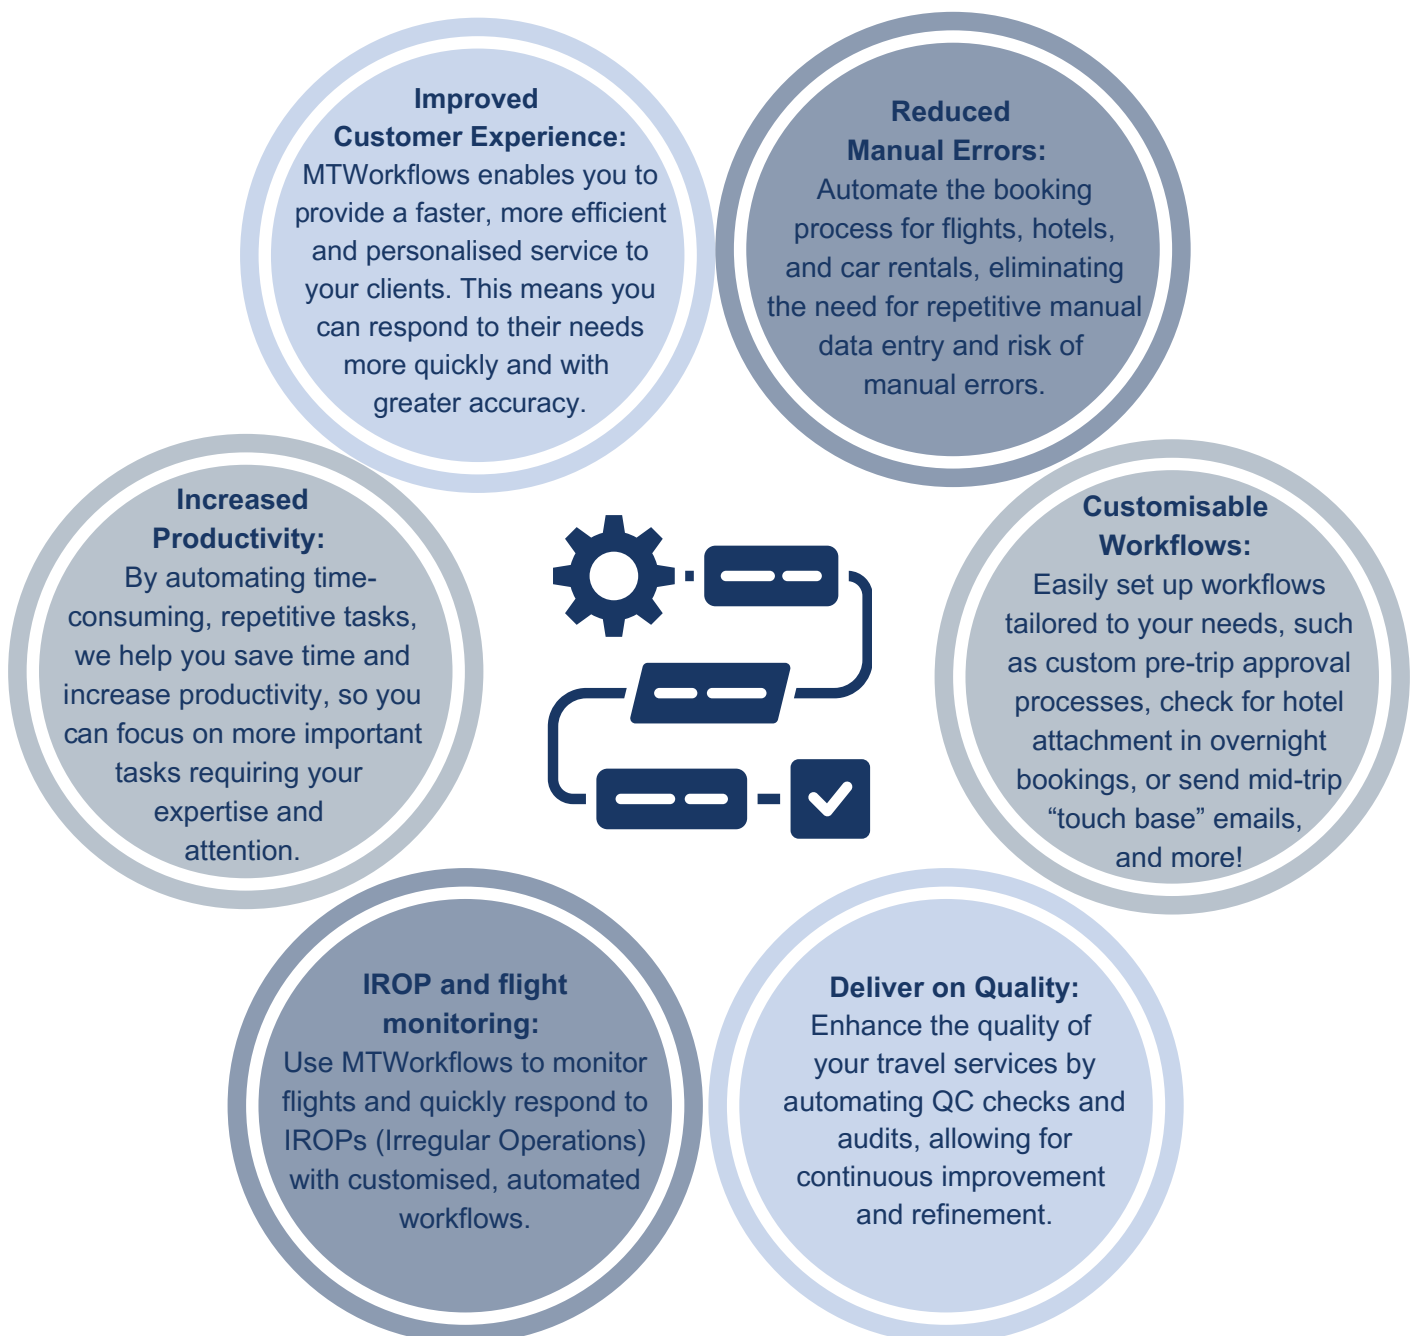 Improved
Customer Experience:
MTWorkflows enables you to
provide a faster, more efficient
and personalised service to
your clients. This means you
can respond to their needs
more quickly and with
greater accuracy.
Reduced
Manual Errors:
Automate the booking
process for flights, hotels,
and car rentals, eliminating
the need for repetitive manual
data entry and risk of
manual errors.
Increased
Productivity:
By automating time-
consuming, repetitive tasks,
we help you save time and
increase productivity, so you
can focus on more important
tasks requiring your
expertise and
attention.
Customisable
Workflows:
Easily set up workflows
tailored to your needs, such
as custom pre-trip approval
processes, check for hotel
attachment in overnight
bookings, or send mid-trip
“touch base” emails,
and more!
IROP and flight
monitoring:
Use MTWorkflows to monitor
flights and quickly respond to
IROPs (Irregular Operations)
with customised, automated
workflows.
Deliver on Quality:
Enhance the quality of
your travel services by
automating QC checks and
audits, allowing for
continuous improvement
and refinement.